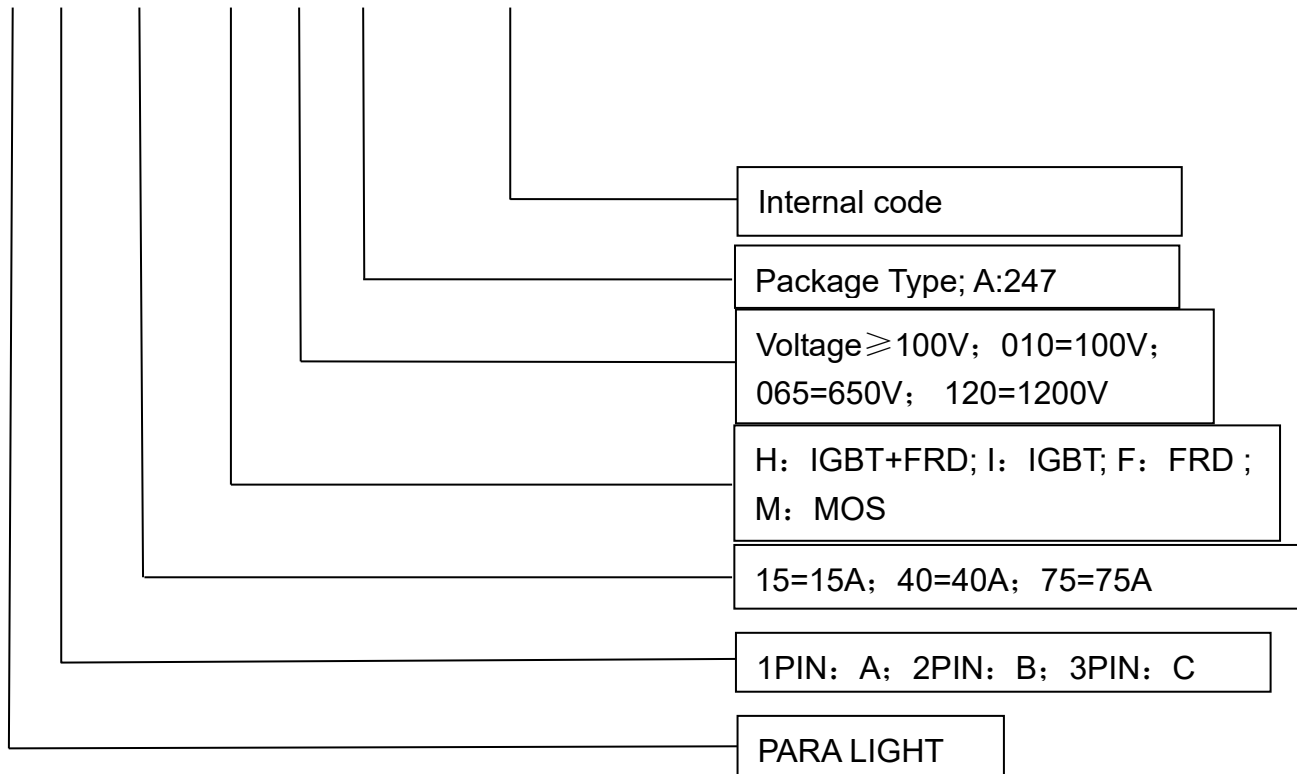 Internal code
Package Type; A:247
Voltage≥100V；010=100V；
065=650V； 120=1200V
H：IGBT+FRD; I：IGBT; F：FRD ;
M：MOS
15=15A；40=40A；75=75A
1PIN：A；2PIN：B；3PIN：C
PARA LIGHT